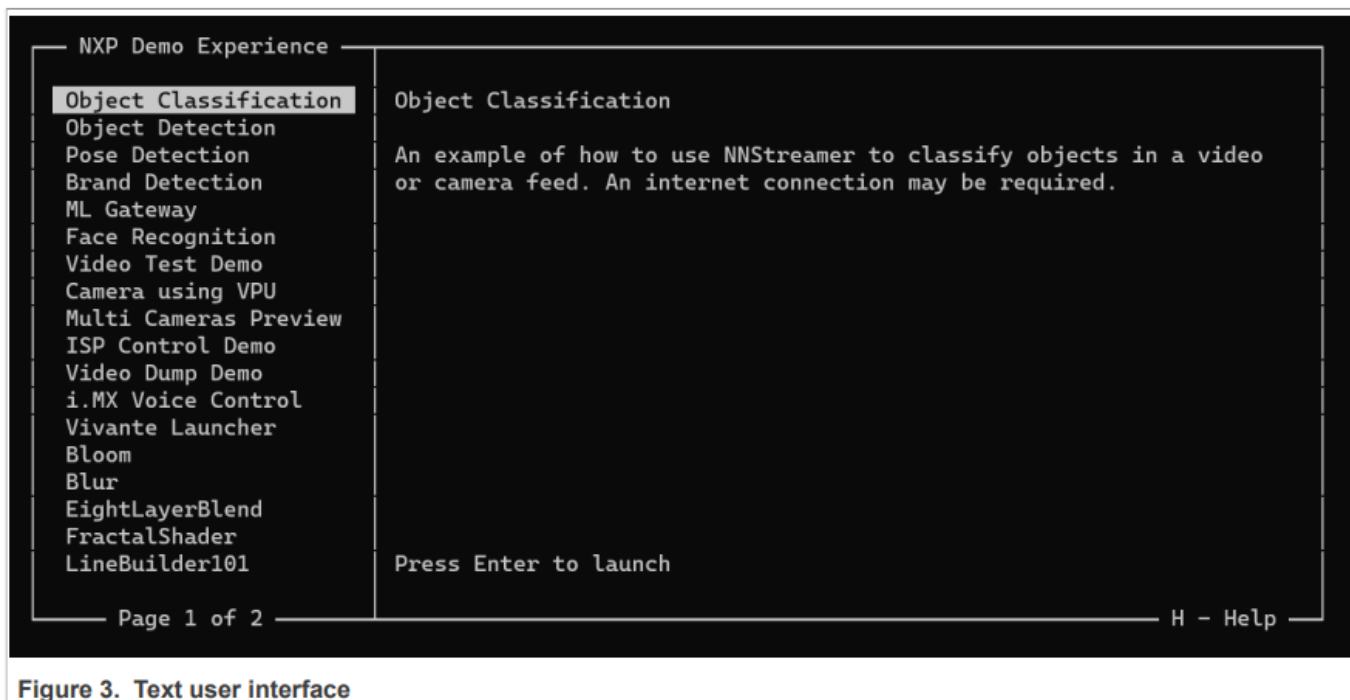 NXP Demo Experience
Object Classification
Object Detection
Pose Detection
Brand Detection
ML Gateway
Face Recognition
Video Test Demo
Camera using VPU
Multi Cameras Preview
ISP Control Demo
Video Dump Demo
i.MX Voice Control
Vivante Launcher
Bloom
Blur
EightLayerBlend
FractalShader
LineBuilder101
Page 1 of 2
Object Classification
An example of how to use NNStreamer to classify objects in a video
or camera feed. An internet connection may be required.
Press Enter to launch
H - Help
Figure 3. Text user interface